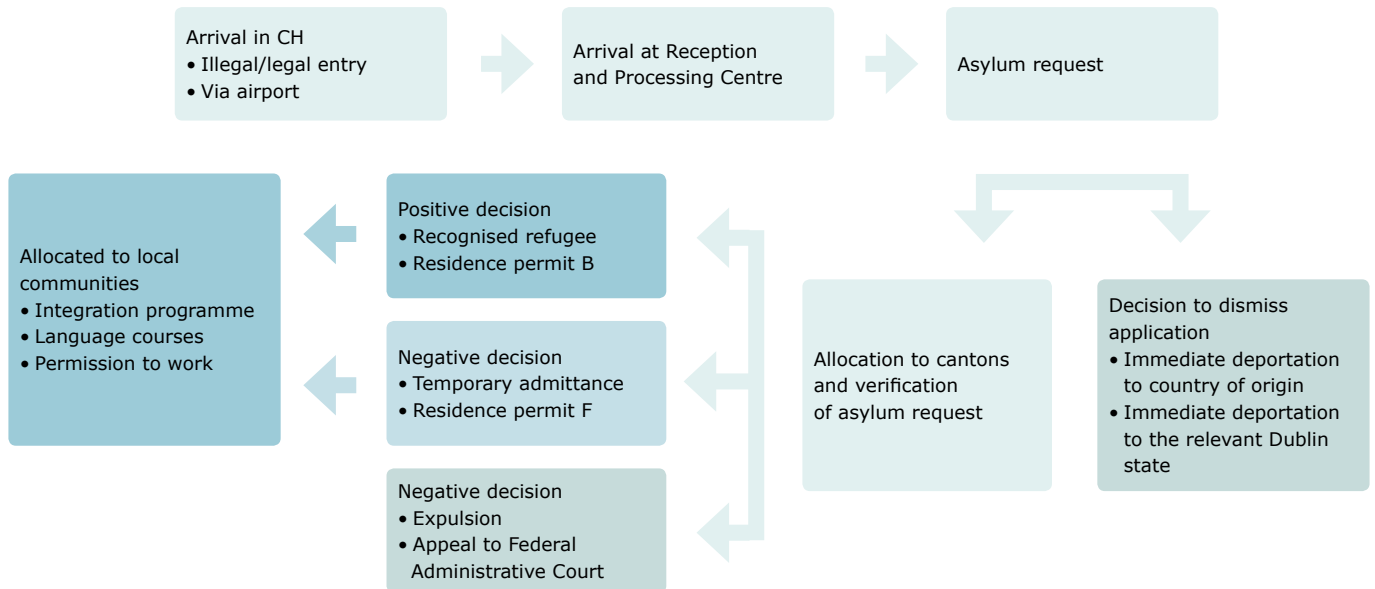 Arrival in CH
• Illegal/legal entry
• Via airport
Arrival at Reception
and Processing Centre
Asylum request
Allocated to local
communities
• Integration programme
• Language courses
• Permission to work
Positive decision
• Recognised refugee
• Residence permit B
Negative decision
• Temporary admittance
• Residence permit F
Negative decision
• Expulsion
• Appeal to Federal
Administrative Court
Allocation to cantons
and verification
of asylum request
Decision to dismiss
application
• Immediate deportation
to country of origin
• Immediate deportation
to the relevant Dublin
state